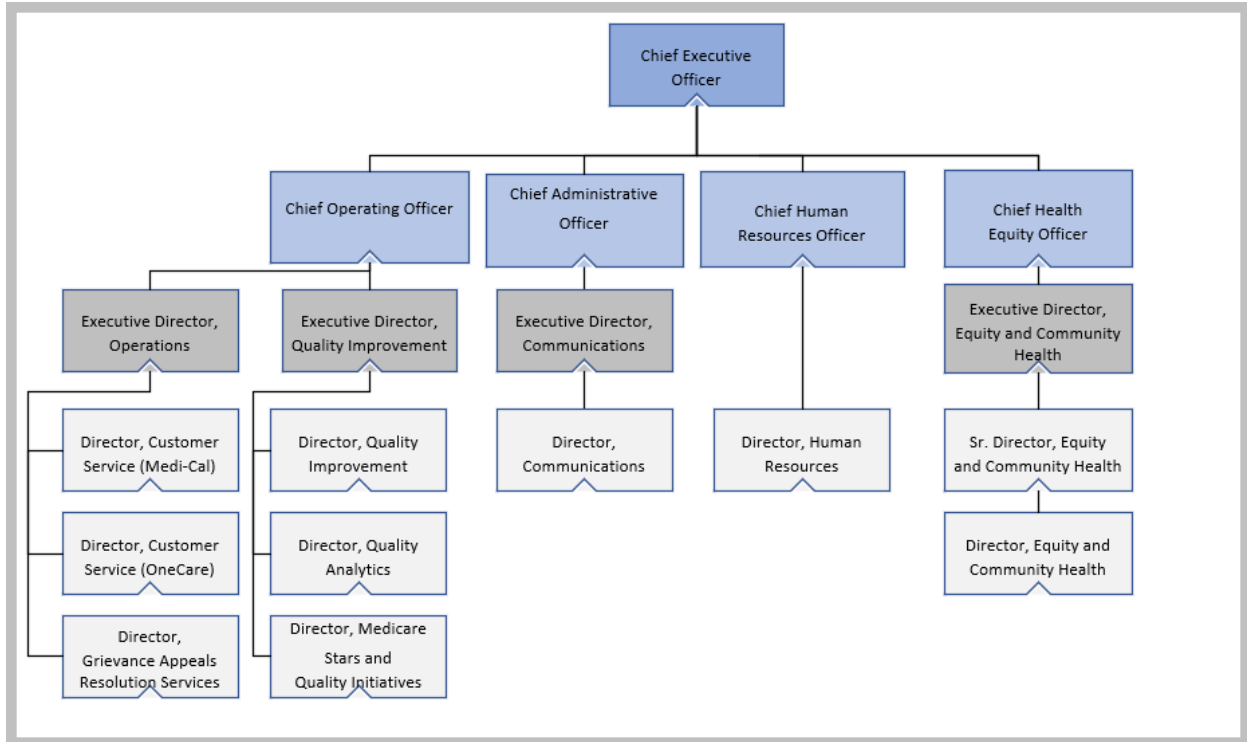 Chief Executive
Officer
Chief Operating Officer
Chief Administrative
Officer
Chief Human
Resources Officer
Chief Health
Equity Officer
Executive Director,
Operations
Executive Director,
Quality Improvement
Executive Director,
Communications
Executive Director,
Equity and Community
Health
Director, Customer
Service (Medi-Cal)
Director, Quality
Improvement
Director,
Communications
Director, Human
Resources
Sr. Director, Equity
and Community Health
Director, Customer
Service (OneCare)
Director, Quality
Analytics
Director, Equity and
Community Health
Director,
Grievance Appeals
Resolution Services
Director, Medicare
Stars and
Quality Initiatives